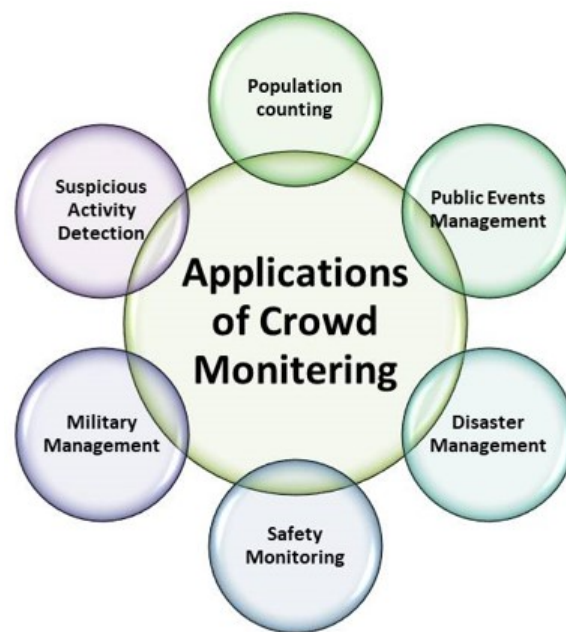 Population
counting
Public Events
Management
Disaster
Management
Safety
Monitoring
Military
Management
Suspicious
Activity
Detection
Applications
of Crowd
Monitering